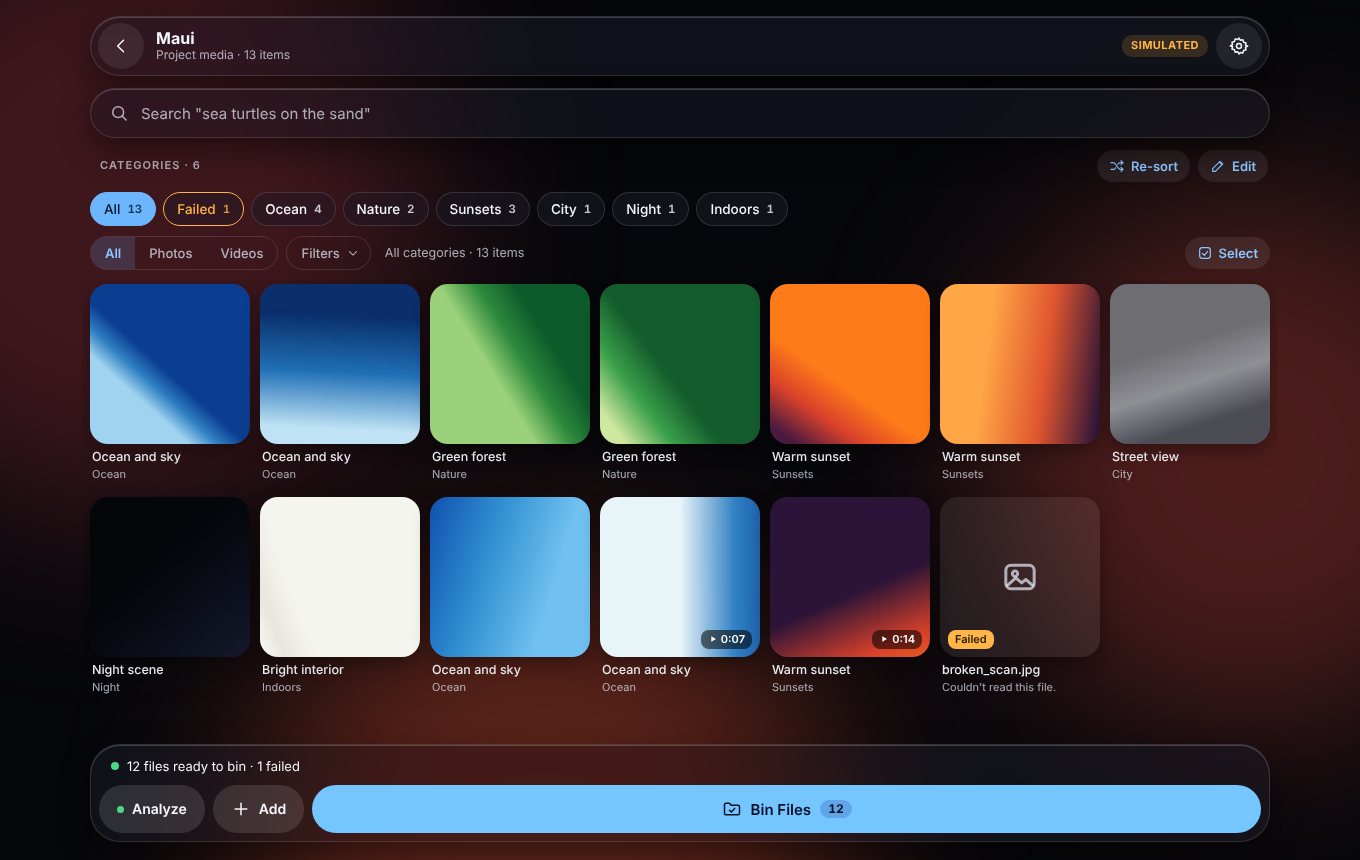 Maui
Project media · 13 items
SIMULATED
Search "sea turtles on the sand"
CATEGORIES · 6
Re-sort
Edit
All 13
Failed 1
Ocean 4
Nature 2
Sunsets 3
City 1
Night 1
Indoors 1
All
Photos
Videos
Filters
All categories · 13 items
Select
Ocean and sky
Ocean
Ocean and sky
Ocean
Green forest
Nature
Green forest
Nature
Warm sunset
Sunsets
Warm sunset
Sunsets
Street view
City
Night scene
Night
Bright interior
Indoors
Ocean and sky
Ocean
0:07
Ocean and sky
Ocean
0:14
Warm sunset
Sunsets
Failed
broken_scan.jpg
Couldn't read this file.
12 files ready to bin · 1 failed
Analyze
Add
Bin Files 12